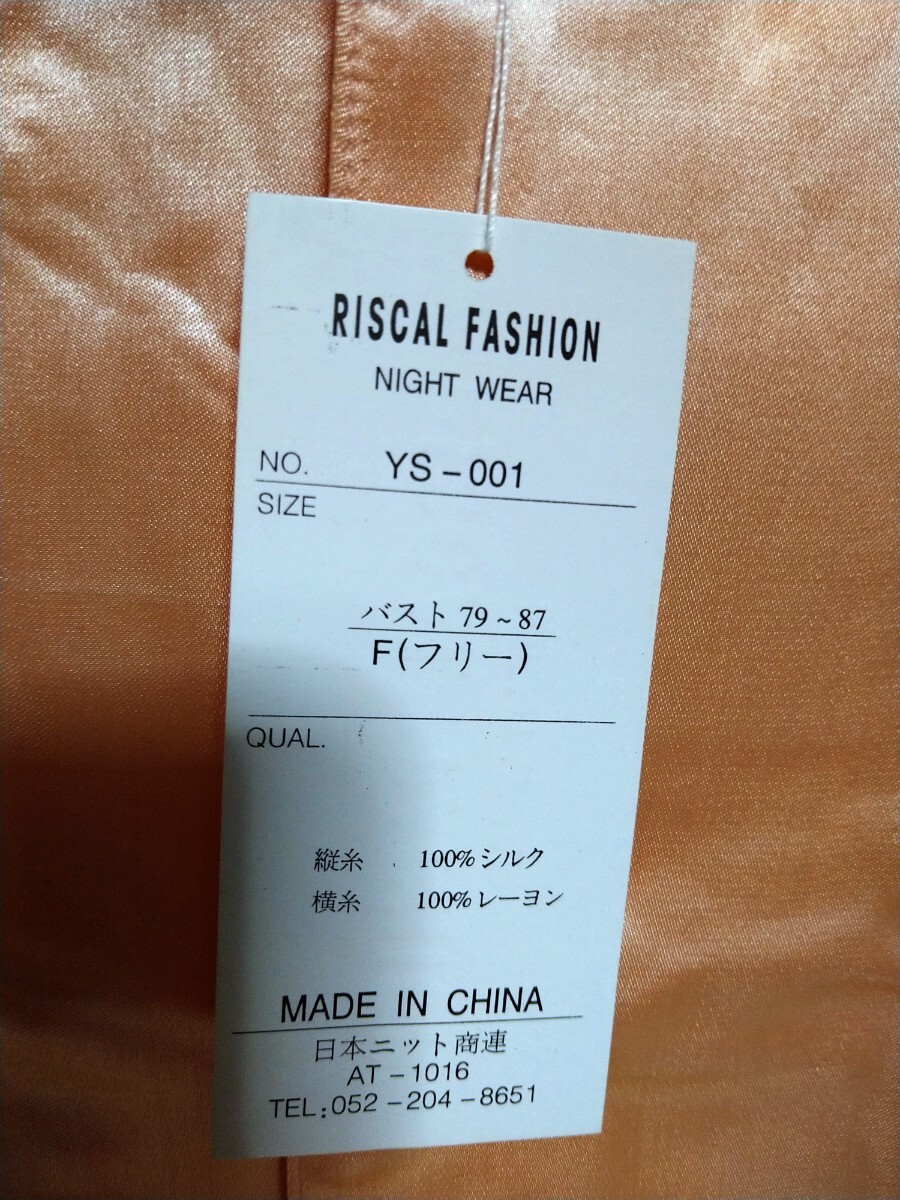 RISCAL FASHION
NIGHT WEAR
NO. YS-001
SIZE
バスト 79~87
F(フリー)
QUAL.
縦糸 100%シルク
横糸 100%レーヨン
MADE IN CHINA
日本ニット商連
AT-1016
TEL:052-204-8651